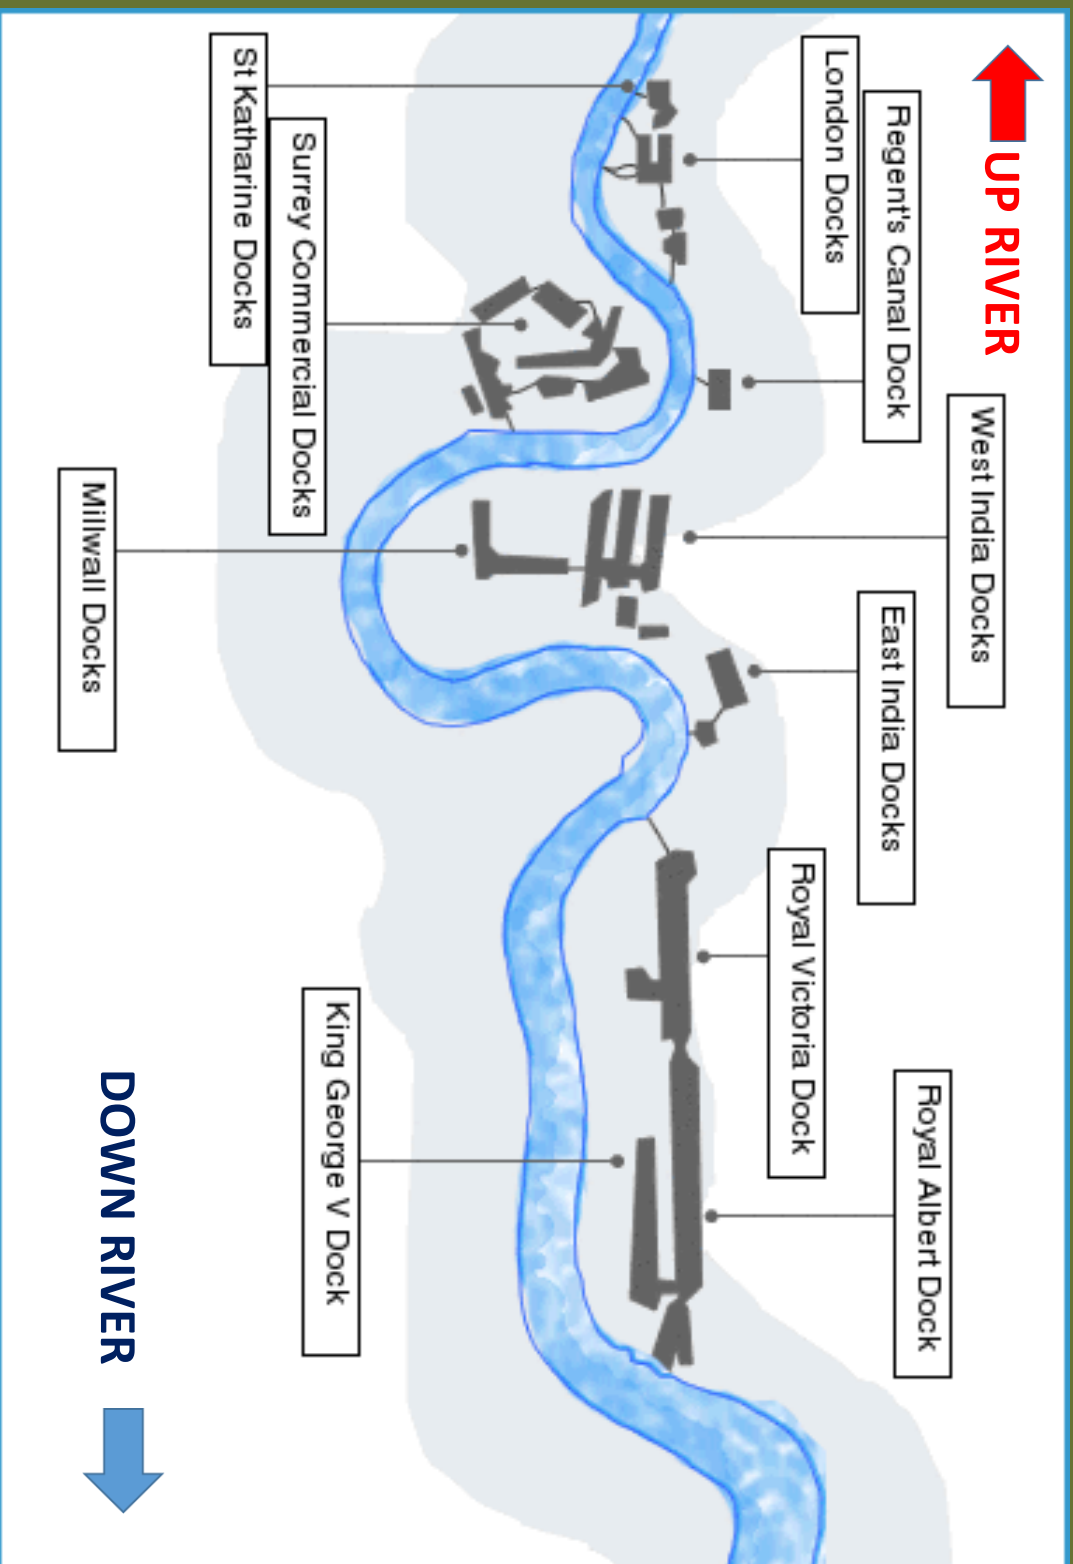 UP RIVER
London Docks
Regent's Canal Dock
West India Docks
East India Docks
Royal Victoria Dock
Royal Albert Dock
St Katharine Docks
Surrey Commercial Docks
Millwall Docks
King George V Dock
DOWN RIVER